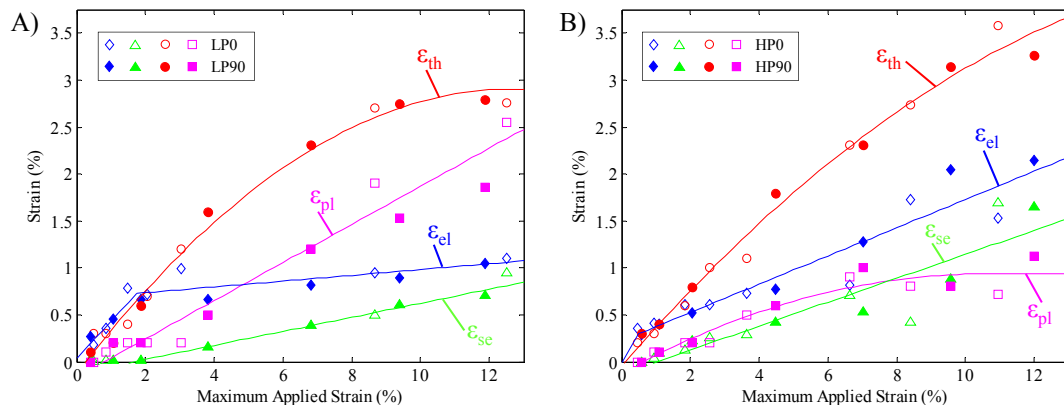 A)
LP0
LP90
εth
εpl
εel
εse
3.5
3
2.5
2
1.5
1
0.5
0
Strain (%)
0 2 4 6 8 10 12
Maximum Applied Strain (%)
B)
HP0
HP90
εth
εel
εse
εpl
3.5
3
2.5
2
1.5
1
0.5
0
Strain (%)
0 2 4 6 8 10 12
Maximum Applied Strain (%)